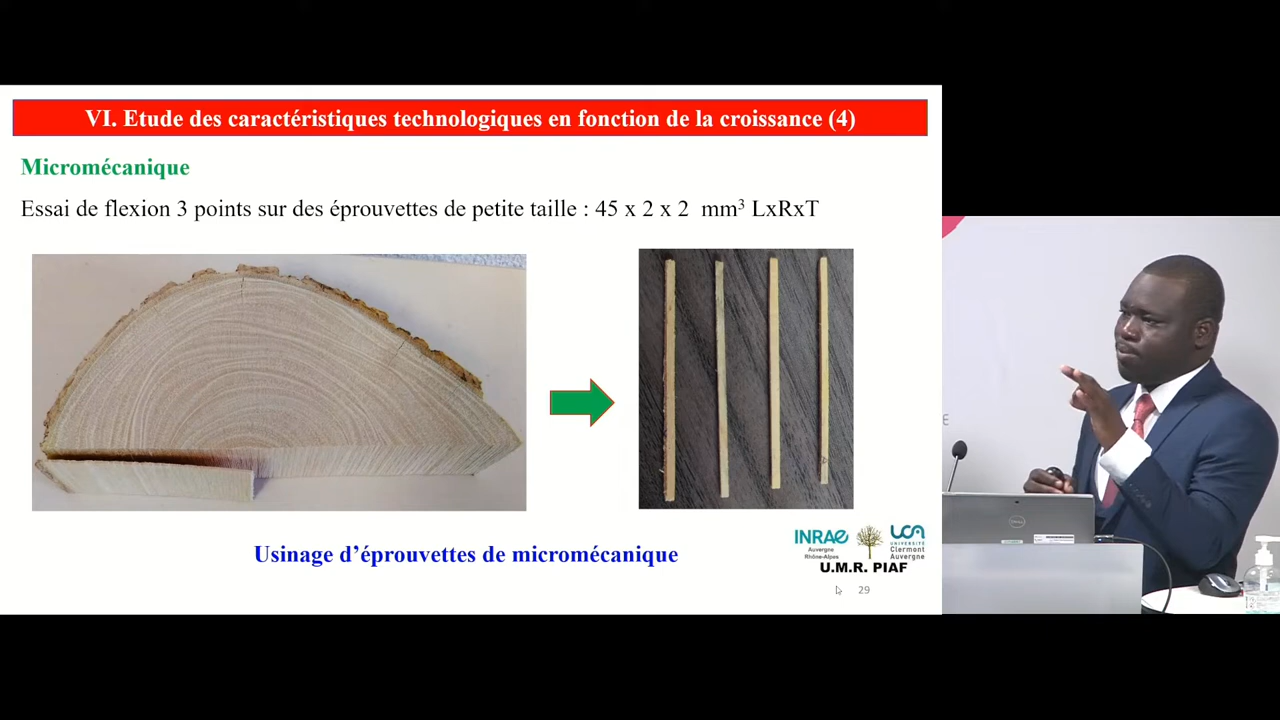 VI. Etude des caractéristiques technologiques en fonction de la croissance (4)
Micromécanique
Essai de flexion 3 points sur des éprouvettes de petite taille : 45 x 2 x 2 mm³ LxRxT
E
DELL
Usinage d’éprouvettes de micromécanique
INRAE
Auvergne
Rhône-Alpes
UCA
UNIVERSITÉ
Clermont
Auvergne
U.M.R. PIAF
29